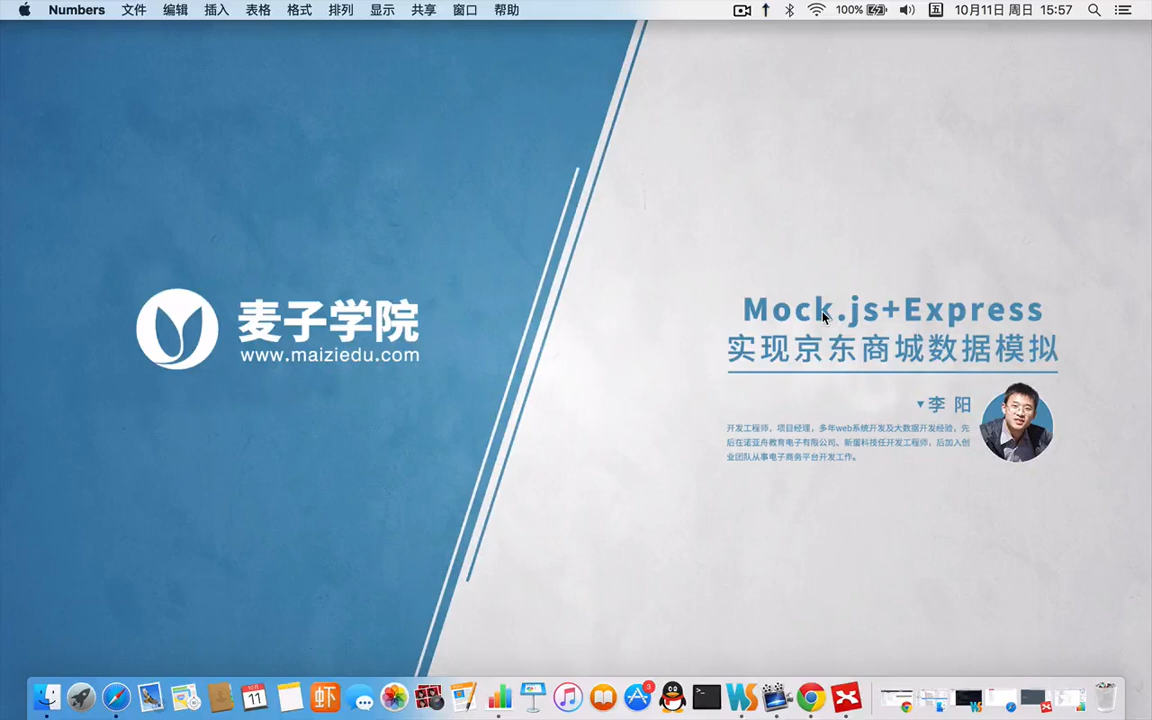 Numbers 文件 编辑 插入 表格 格式 排列 显示 共享 窗口 帮助 100% 五 10月11日 周日 15:57
麦子学院
www.maiziedu.com
Mock.js+Express
实现京东商城数据模拟
李 阳
开发工程师，项目经理，多年web系统开发及大数据开发经验，先
后在诺亚舟教育电子有限公司、新蛋科技任开发工程师，后加入创
业团队从事电子商务平台开发工作。
11
虾
3
WS